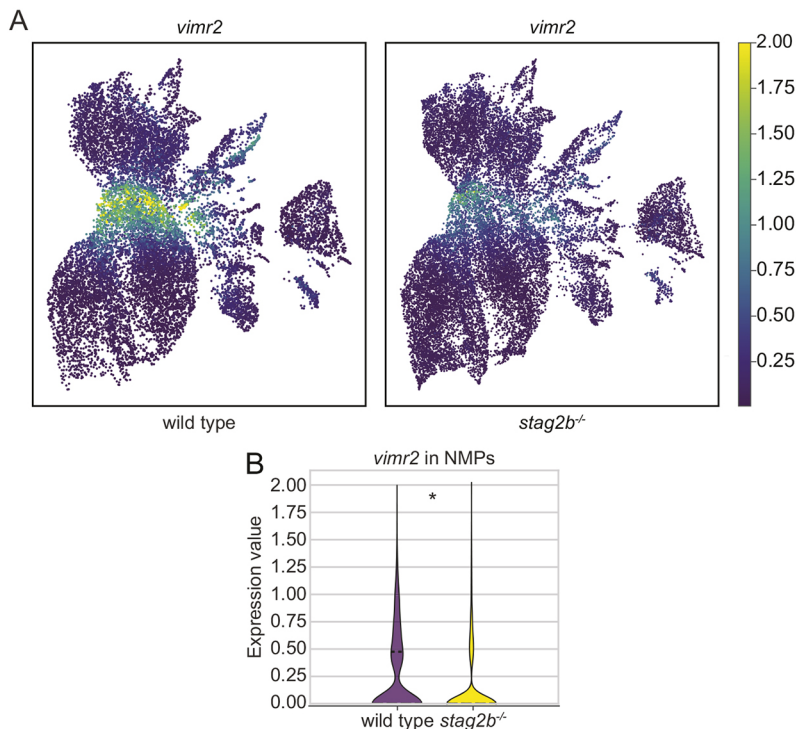 A
vimr2
vimr2
2.00
1.75
1.50
1.25
1.00
0.75
0.50
0.25
wild type
stag2b-/-
B
vimr2 in NMPs
Expression value
2.00
1.75
1.50
1.25
1.00
0.75
0.50
0.25
0.00
*
wild type stag2b-/-